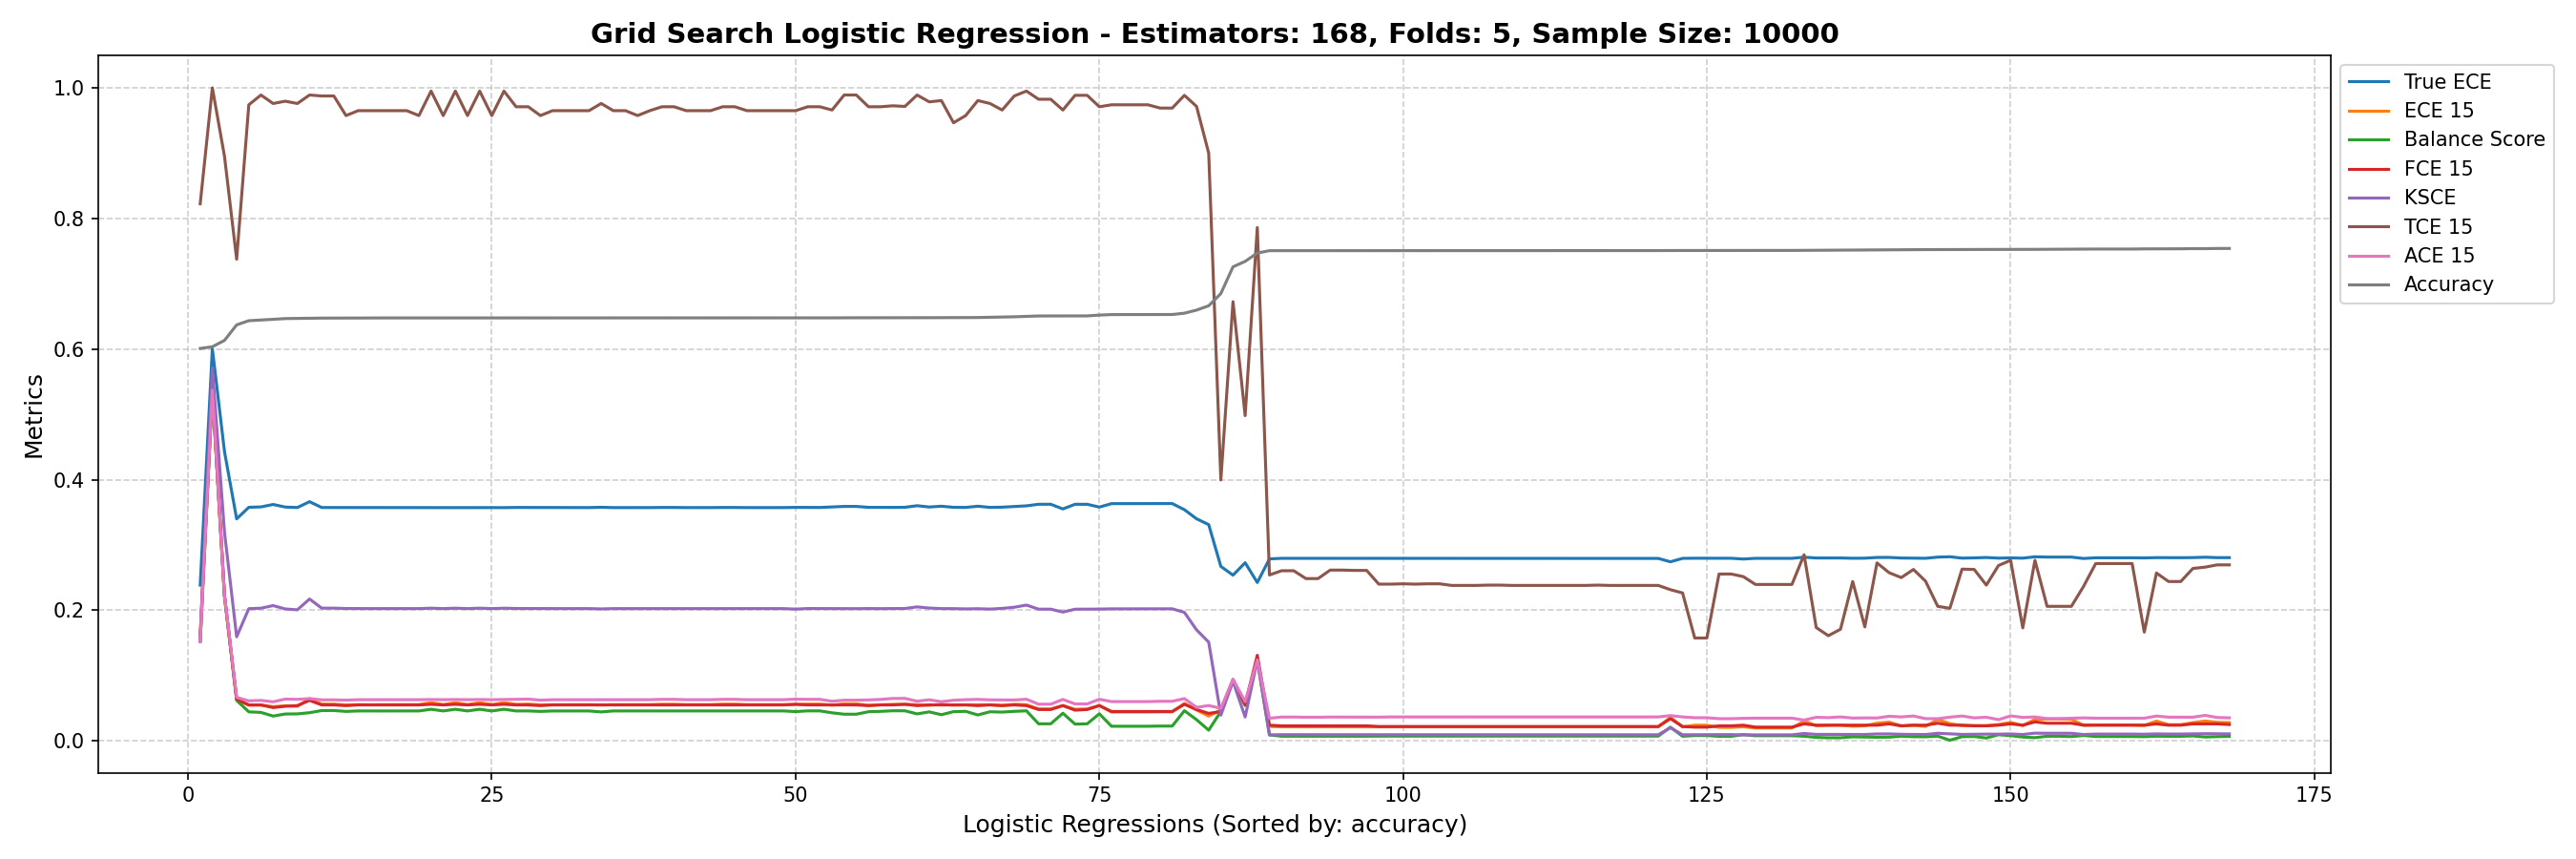 Grid Search Logistic Regression - Estimators: 168, Folds: 5, Sample Size: 10000
Metrics
1.0
0.8
0.6
0.4
0.2
0.0
0 25 50 75 100 125 150 175
Logistic Regressions (Sorted by: accuracy)
True ECE
ECE 15
Balance Score
FCE 15
KSCE
TCE 15
ACE 15
Accuracy